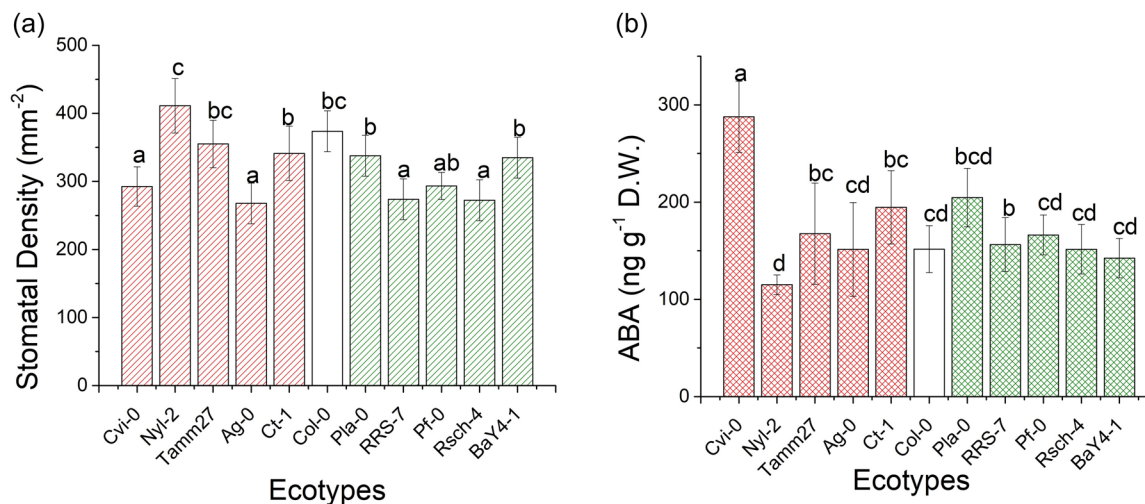 (a)
500
400
300
200
100
0
Stomatal Density (mm⁻²)
a
c
bc
a
b
bc
b
a
ab
a
b
Cvi-0
Nyl-2
Tamm27
Ag-0
Ct-1
Col-0
Pla-0
RRS-7
Pf-0
Rsch-4
BaY4-1
Ecotypes
(b)
300
200
100
0
ABA (ng g⁻¹ D.W.)
a
d
bc
cd
bc
cd
bcd
b
cd
cd
cd
Cvi-0
Nyl-2
Tamm27
Ag-0
Ct-1
Col-0
Pla-0
RRS-7
Pf-0
Rsch-4
BaY4-1
Ecotypes